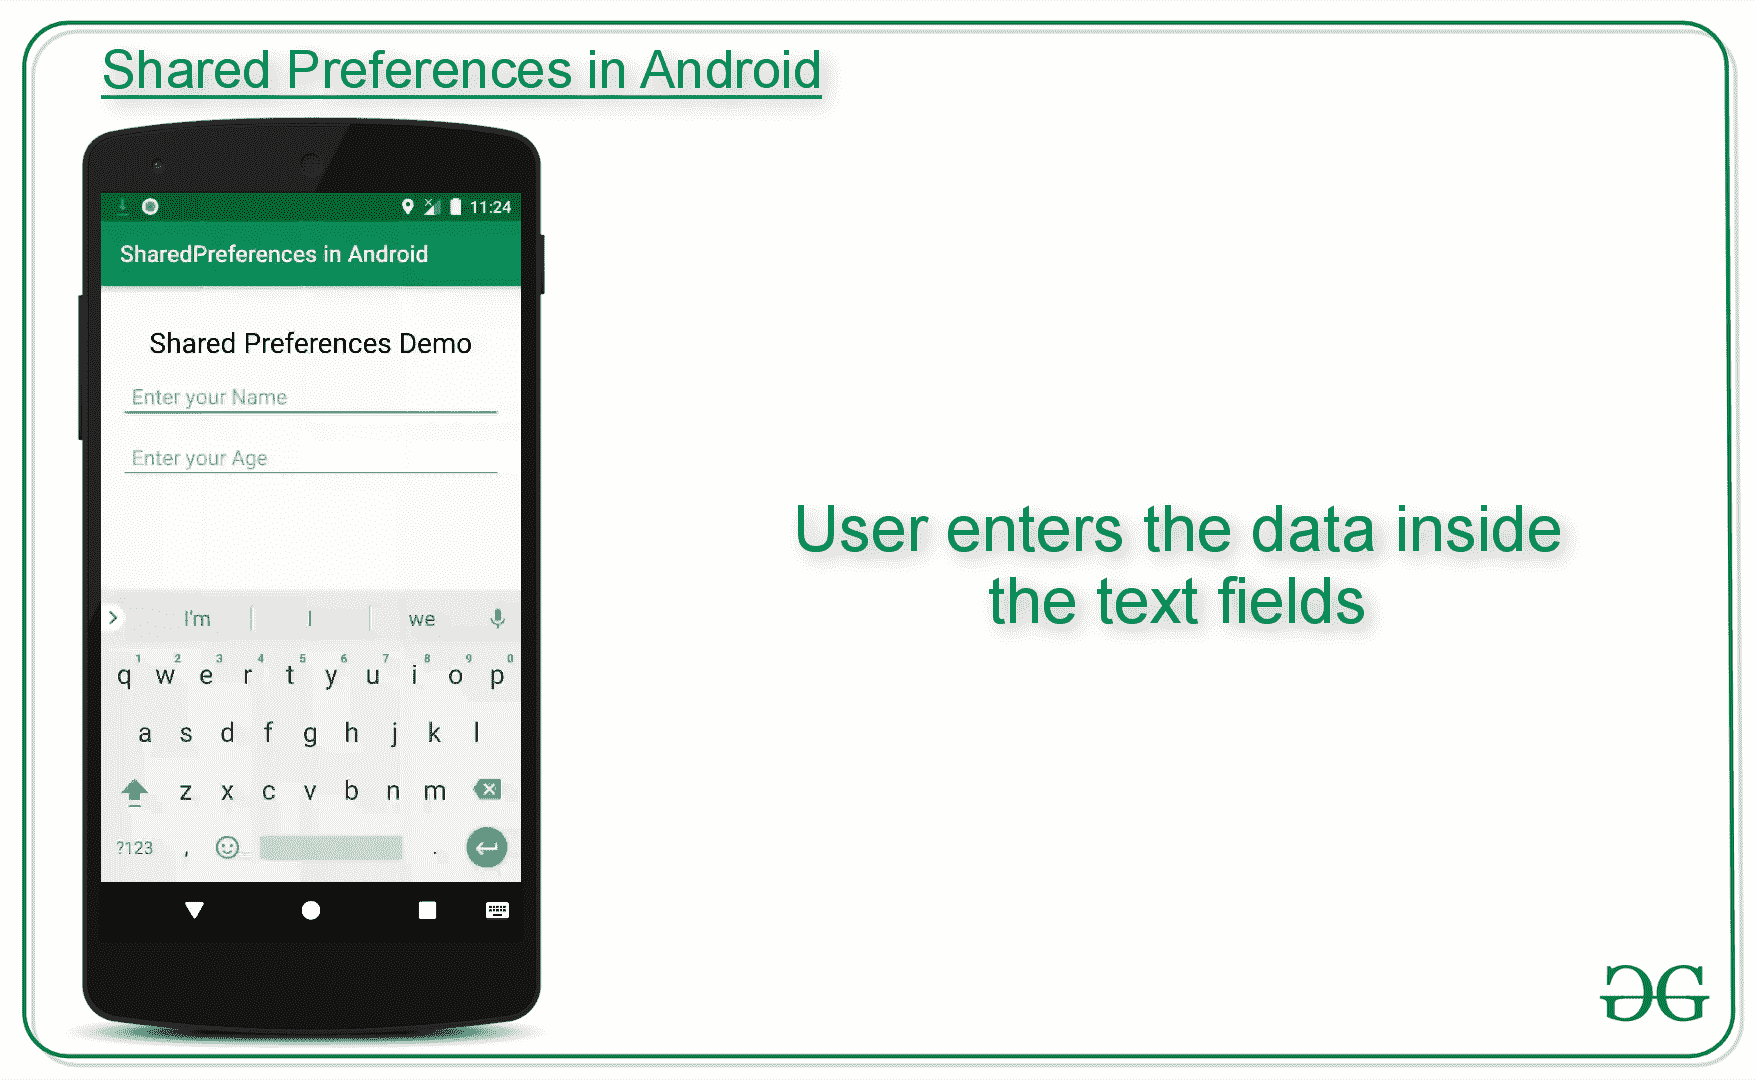 Shared Preferences in Android
11:24
SharedPreferences in Android
Shared Preferences Demo
Enter your Name
Enter your Age
User enters the data inside
the text fields
I'm I we
1 2 3 4 5 6 7 8 9 0
q w e r t y u i o p
a s d f g h j k l
z x c v b n m
?123 , .